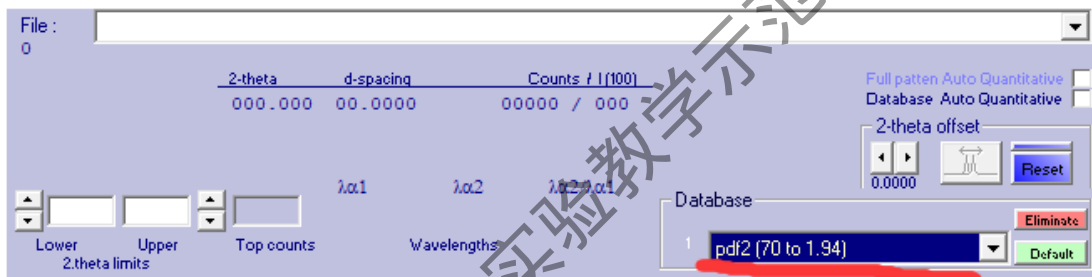 File :
0
2-theta d-spacing Counts / I(100)
000.000 00.0000 00000 / 000
Full patten Auto Quantitative
Database Auto Quantitative
2-theta offset
0.0000
Reset
λα1 λα2 λα2/λα1
Lower Upper Top counts Wavelengths
2.theta limits
Database
Eliminate
1 pdf2 (70 to 1.94)
Default
实验教学示范